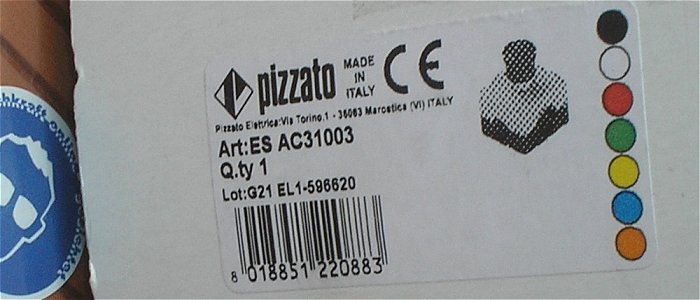 pizzato
MADE
IN
ITALY
CE
Pizzato Elettrica:Via Torino,1 - 36063 Marostica (VI) ITALY
Art:ES AC31003
Q.ty 1
Lot:G21 EL1-596620
8 018851 220883